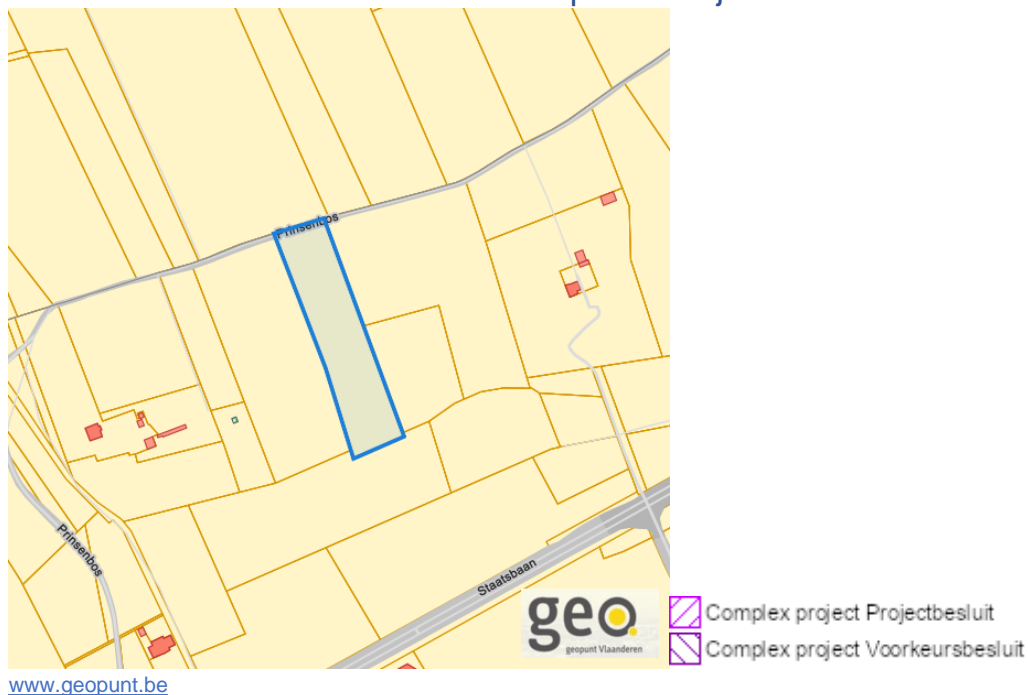 Prinsenbos
Prinsenbos
Staatsbaan
geo.
geopunt Vlaanderen
Complex project Projectbesluit
Complex project Voorkeursbesluit
www.geopunt.be